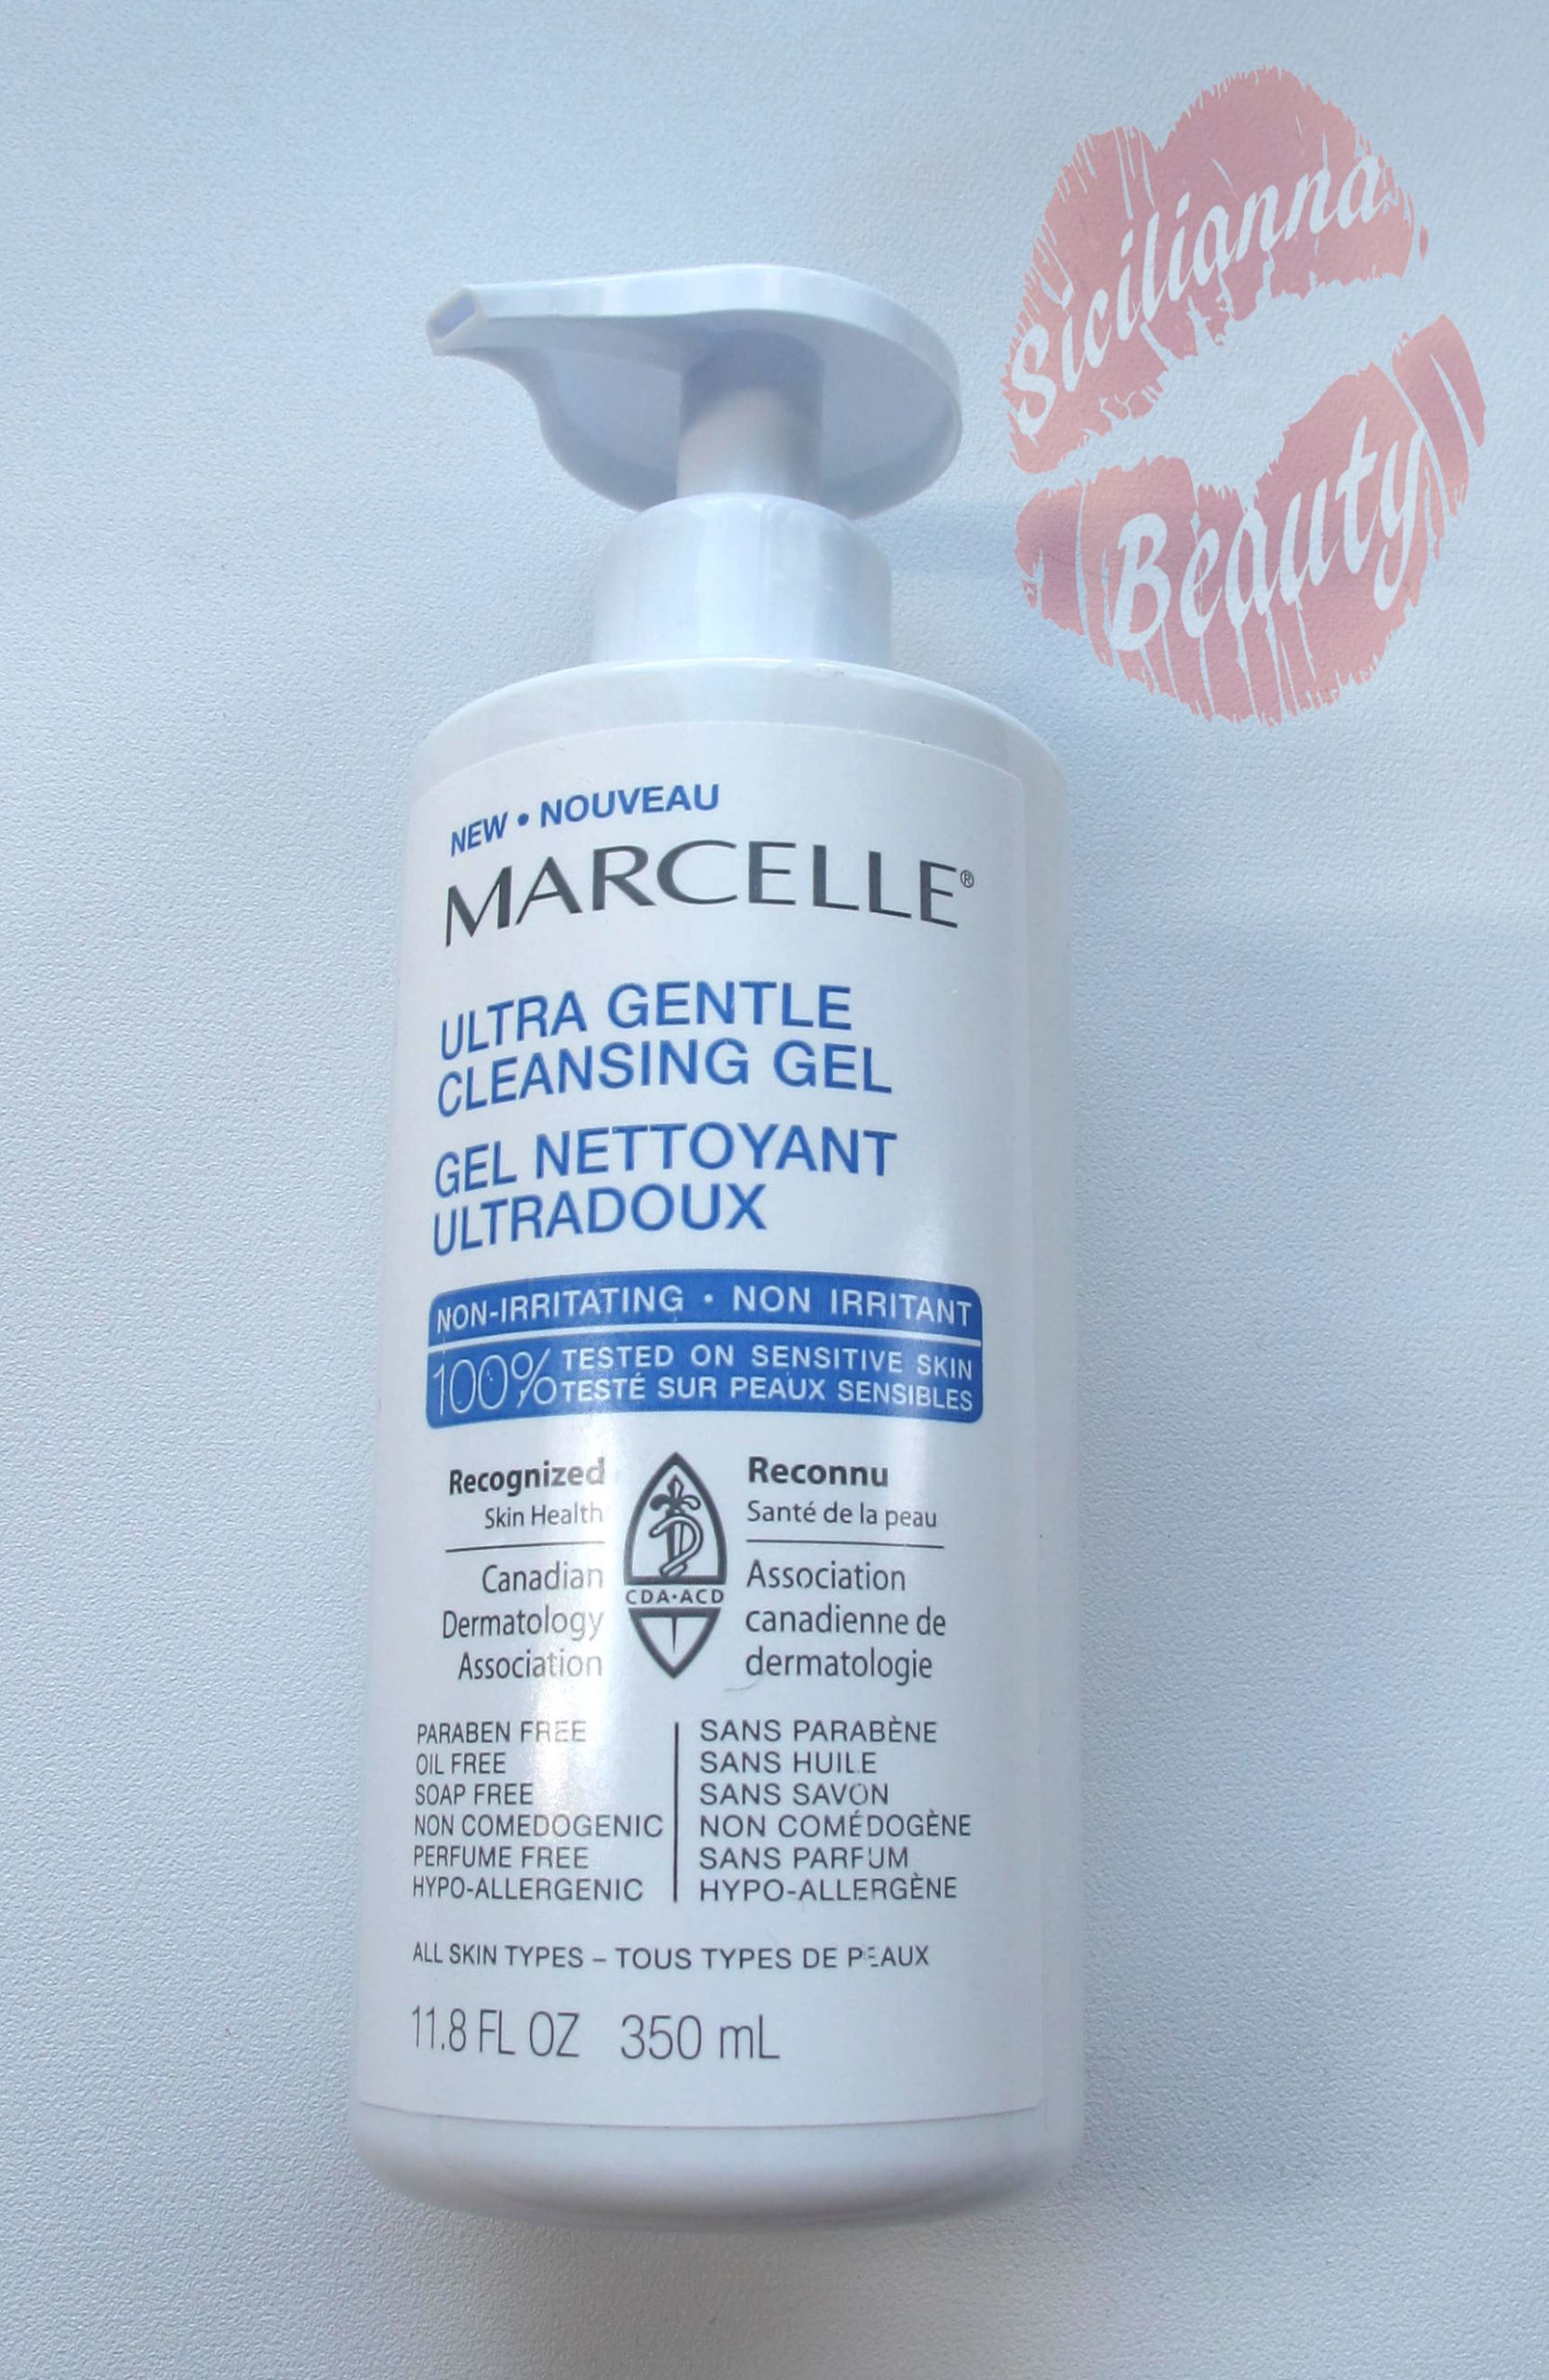 Sicilianna
Beauty
NEW • NOUVEAU
MARCELLE®
ULTRA GENTLE
CLEANSING GEL
GEL NETTOYANT
ULTRADOUX
NON-IRRITATING • NON IRRITANT
100% TESTED ON SENSITIVE SKIN
TESTÉ SUR PEAUX SENSIBLES
Recognized
Skin Health
Canadian
Dermatology
Association
CDA•ACD
Reconnu
Santé de la peau
Association
canadienne de
dermatologie
PARABEN FREE
OIL FREE
SOAP FREE
NON COMEDOGENIC
PERFUME FREE
HYPO-ALLERGENIC
SANS PARABÈNE
SANS HUILE
SANS SAVON
NON COMÉDOGÈNE
SANS PARFUM
HYPO-ALLERGÈNE
ALL SKIN TYPES – TOUS TYPES DE PEAUX
11.8 FL OZ 350 mL